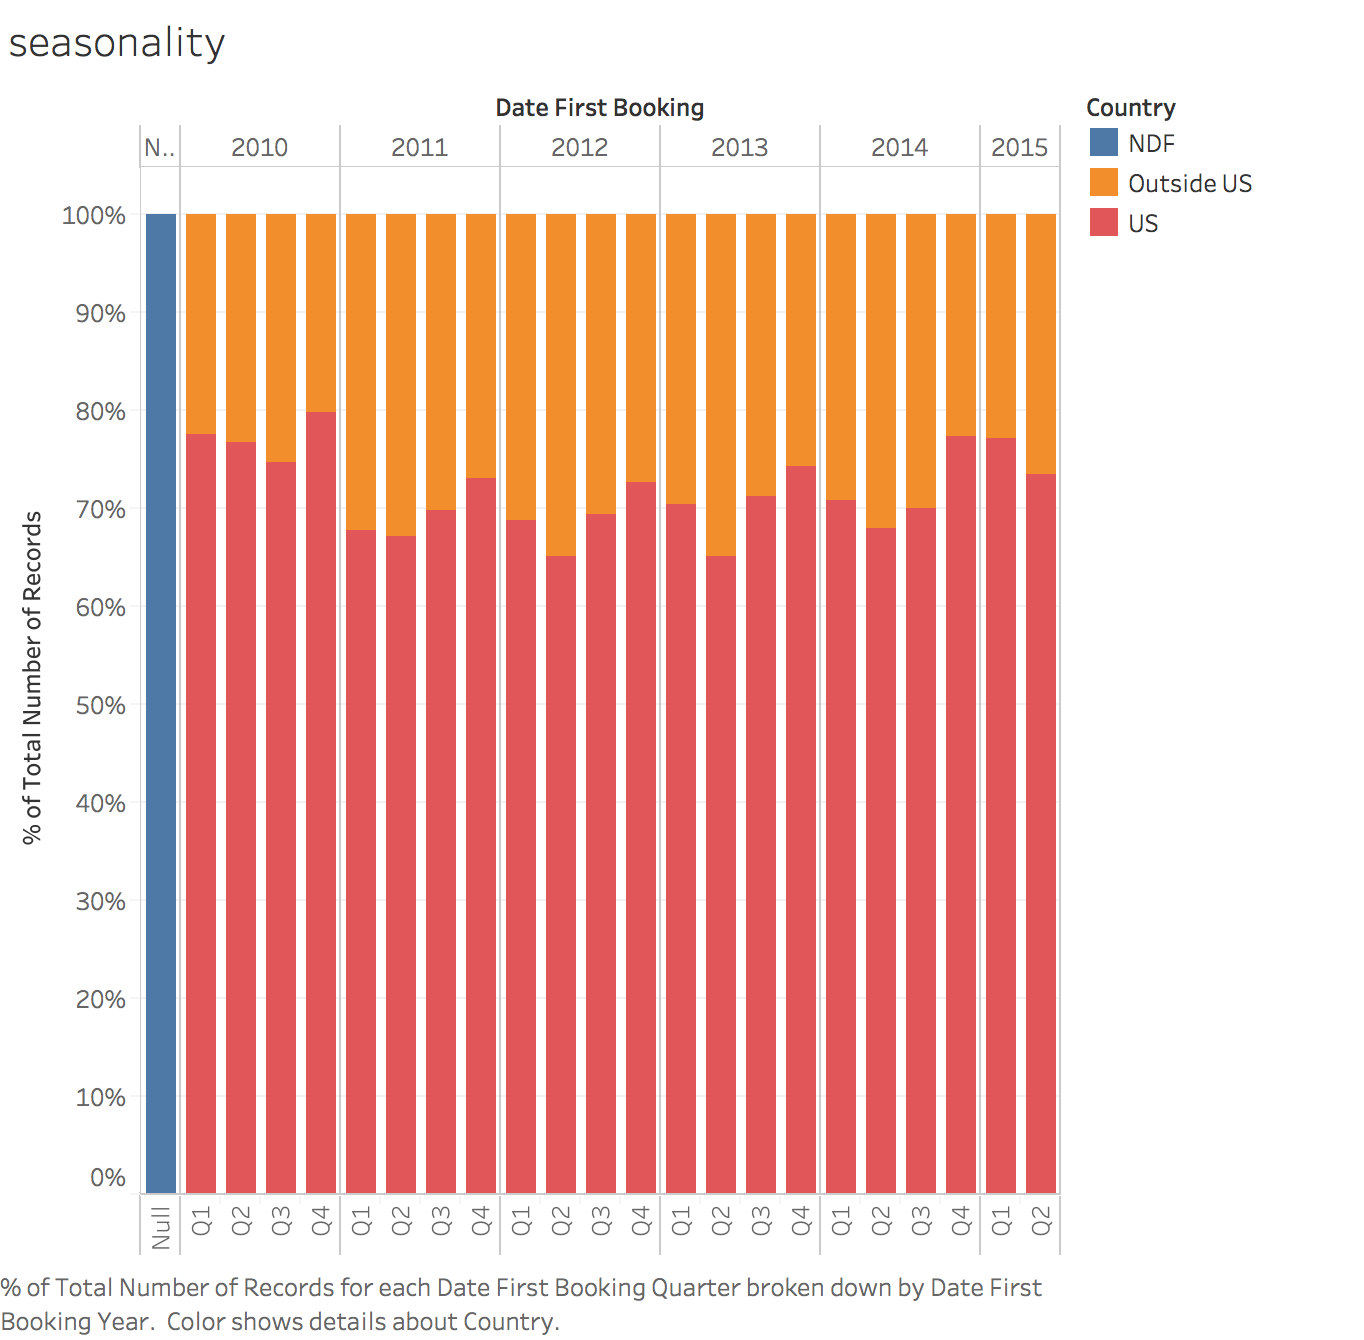 seasonality
Date First Booking
N.. 2010 2011 2012 2013 2014 2015
Country
NDF
Outside US
US
100%
90%
80%
70%
60%
50%
40%
30%
20%
10%
0%
% of Total Number of Records
Null Q1 Q2 Q3 Q4 Q1 Q2 Q3 Q4 Q1 Q2 Q3 Q4 Q1 Q2 Q3 Q4 Q1 Q2 Q3 Q4 Q1 Q2
% of Total Number of Records for each Date First Booking Quarter broken down by Date First
Booking Year.  Color shows details about Country.